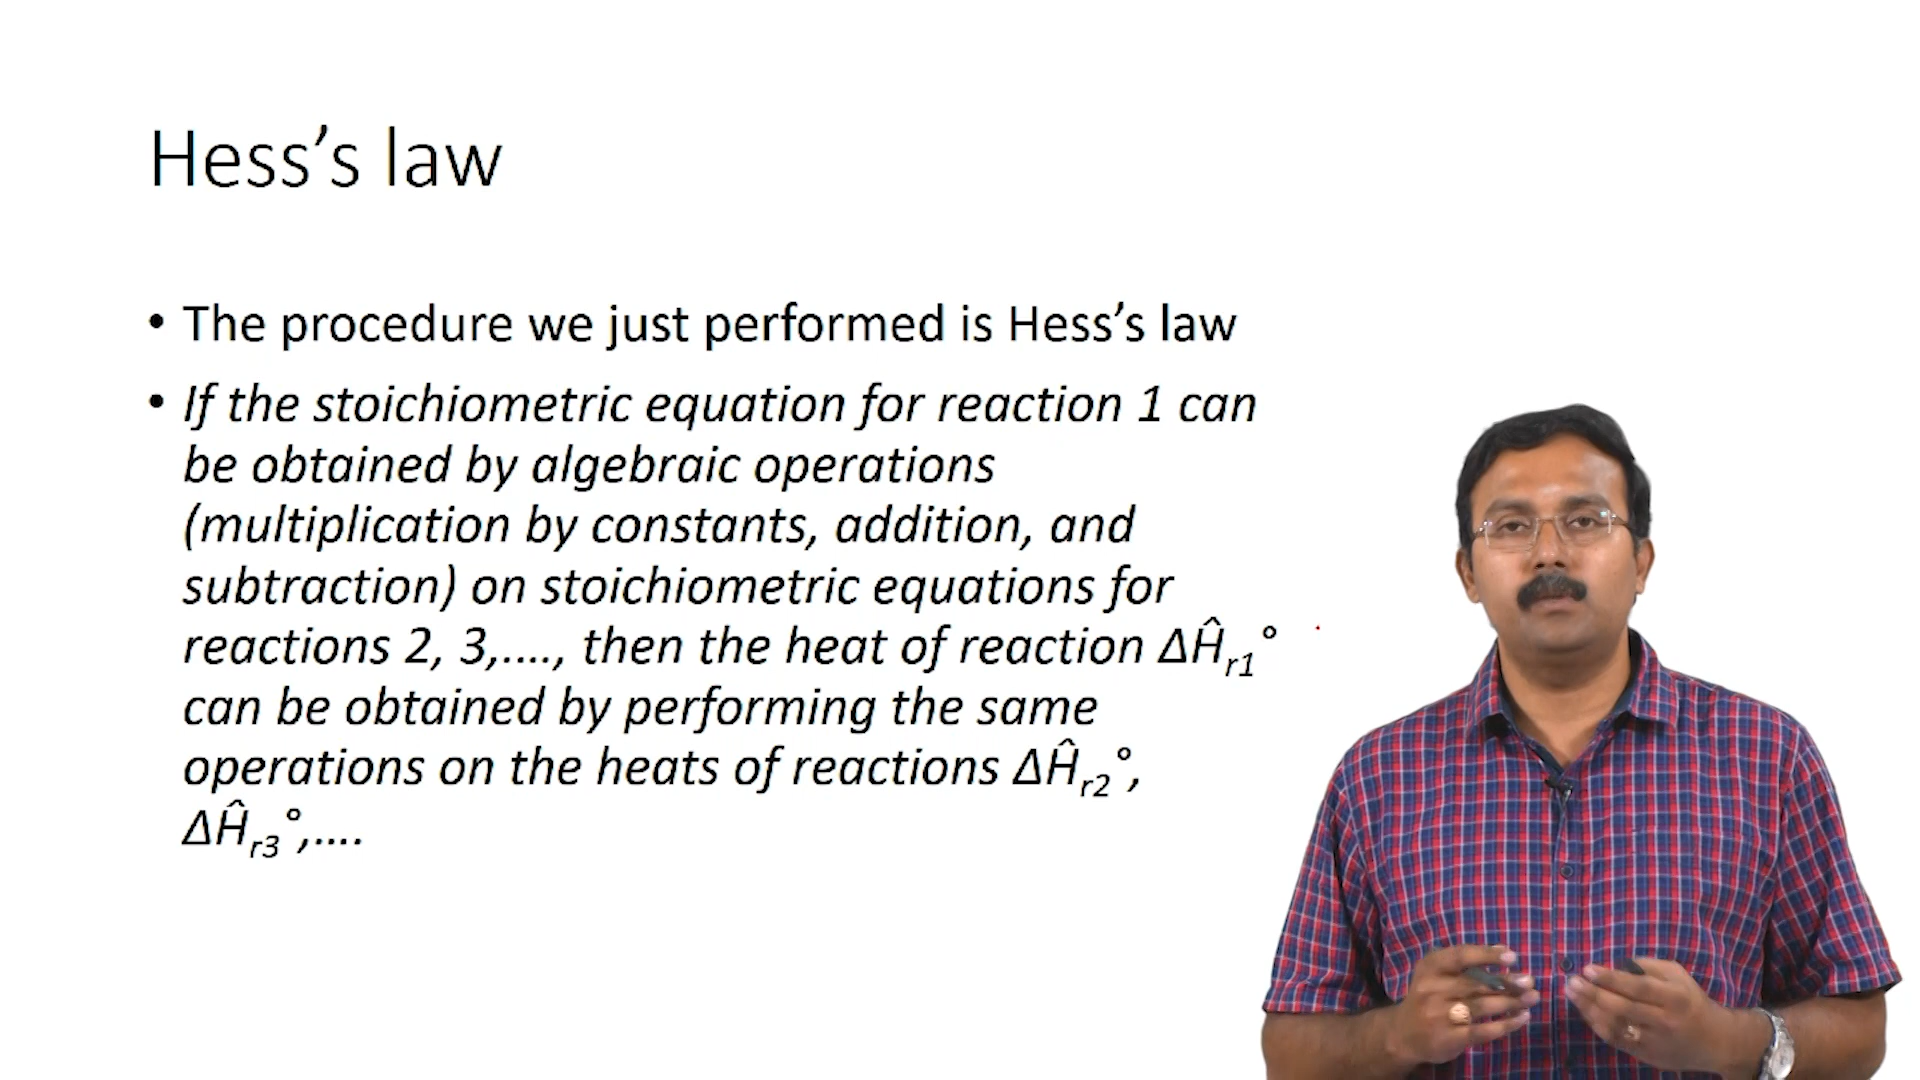 Hess’s law
• The procedure we just performed is Hess’s law
• If the stoichiometric equation for reaction 1 can
be obtained by algebraic operations
(multiplication by constants, addition, and
subtraction) on stoichiometric equations for
reactions 2, 3,...., then the heat of reaction ΔĤr1°
can be obtained by performing the same
operations on the heats of reactions ΔĤr2°,
ΔĤr3°,....